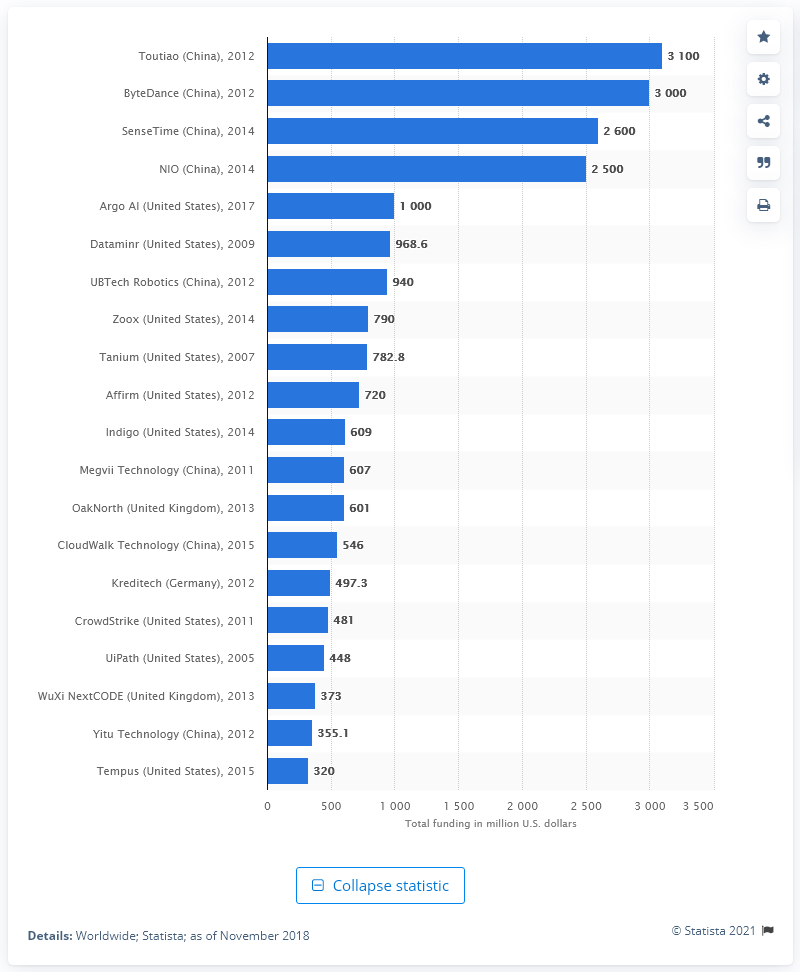 Toutiao (China), 2012 3 100
ByteDance (China), 2012 3 000
SenseTime (China), 2014 2 600
NIO (China), 2014 2 500
Argo AI (United States), 2017 1 000
Dataminr (United States), 2009 968.6
UBTech Robotics (China), 2012 940
Zoox (United States), 2014 790
Tanium (United States), 2007 782.8
Affirm (United States), 2012 720
Indigo (United States), 2014 609
Megvii Technology (China), 2011 607
OakNorth (United Kingdom), 2013 601
CloudWalk Technology (China), 2015 546
Kreditech (Germany), 2012 497.3
CrowdStrike (United States), 2011 481
UiPath (United States), 2005 448
WuXi NextCODE (United Kingdom), 2013 373
Yitu Technology (China), 2012 355.1
Tempus (United States), 2015 320
0 500 1 000 1 500 2 000 2 500 3 000 3 500
Total funding in million U.S. dollars
Collapse statistic
© Statista 2021
Details: Worldwide; Statista; as of November 2018